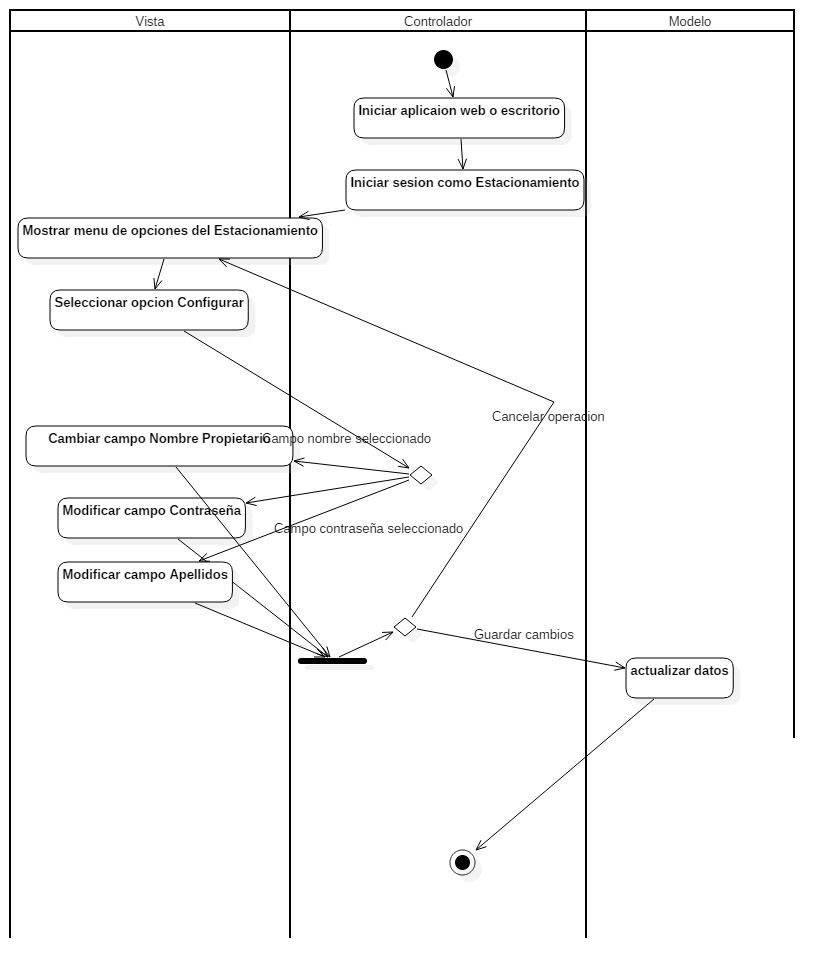 Vista
Controlador
Modelo
Iniciar aplicaion web o escritorio
Iniciar sesion como Estacionamiento
Mostrar menu de opciones del Estacionamiento
Seleccionar opcion Configurar
Cancelar operacion
Cambiar campo Nombre Propietario
Campo nombre seleccionado
Modificar campo Contraseña
Campo contraseña seleccionado
Modificar campo Apellidos
Guardar cambios
actualizar datos